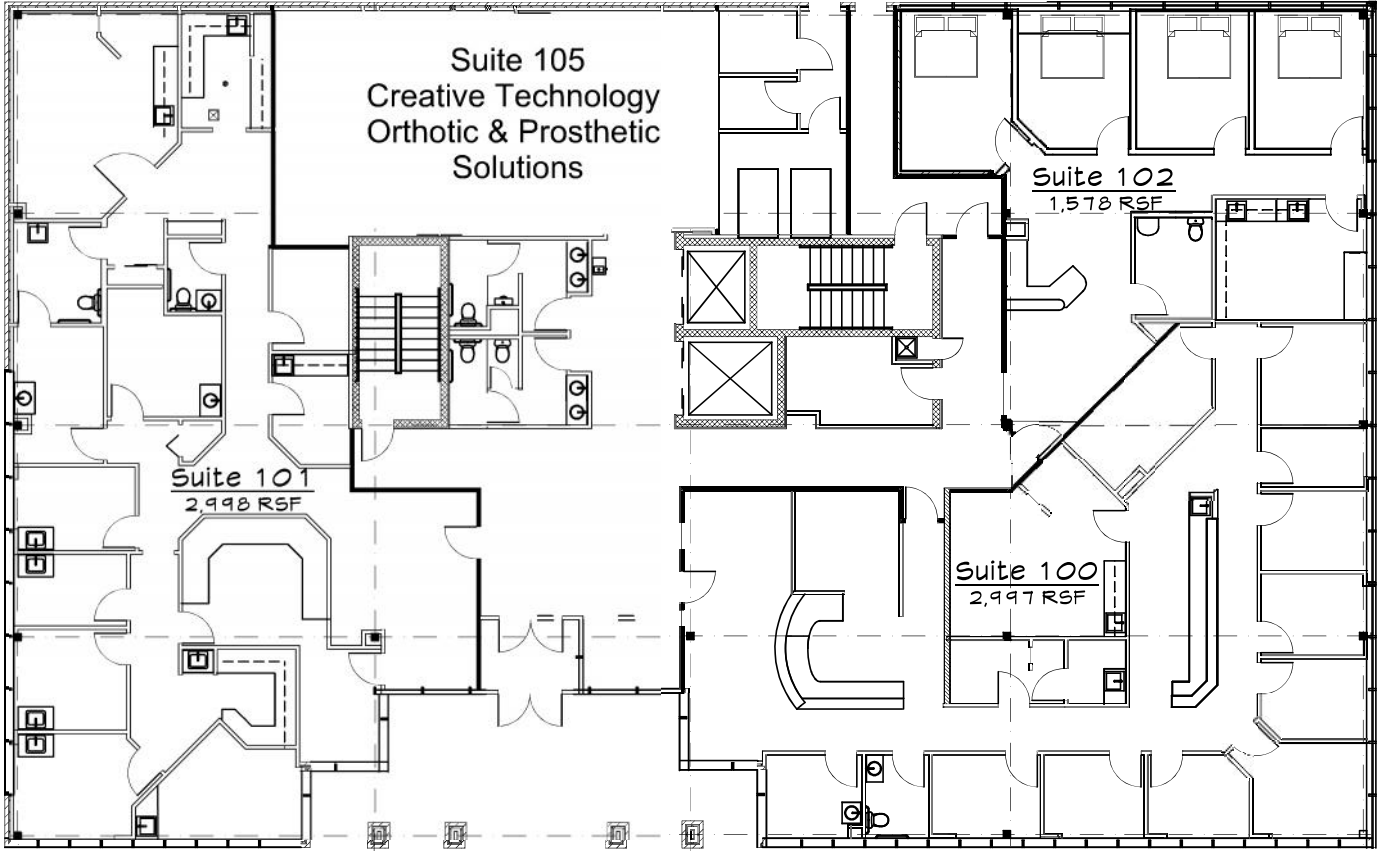 Suite 105
Creative Technology
Orthotic & Prosthetic
Solutions
Suite 102
1,578 RSF
Suite 101
2,998 RSF
Suite 100
2,997 RSF